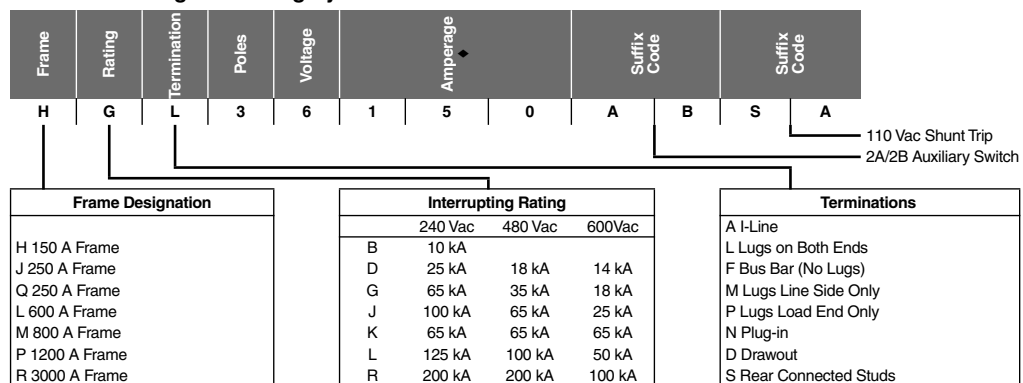 Frame Rating Termination Poles Voltage Amperage ♦ Suffix Code Suffix Code
H G L 3 6 1 5 0 A B S A
110 Vac Shunt Trip
2A/2B Auxiliary Switch
Frame Designation
H 150 A Frame
J 250 A Frame
Q 250 A Frame
L 600 A Frame
M 800 A Frame
P 1200 A Frame
R 3000 A Frame
Interrupting Rating
240 Vac 480 Vac 600Vac
B 10 kA
D 25 kA 18 kA 14 kA
G 65 kA 35 kA 18 kA
J 100 kA 65 kA 25 kA
K 65 kA 65 kA 65 kA
L 125 kA 100 kA 50 kA
R 200 kA 200 kA 100 kA
Terminations
A I-Line
L Lugs on Both Ends
F Bus Bar (No Lugs)
M Lugs Line Side Only
P Lugs Load End Only
N Plug-in
D Drawout
S Rear Connected Studs